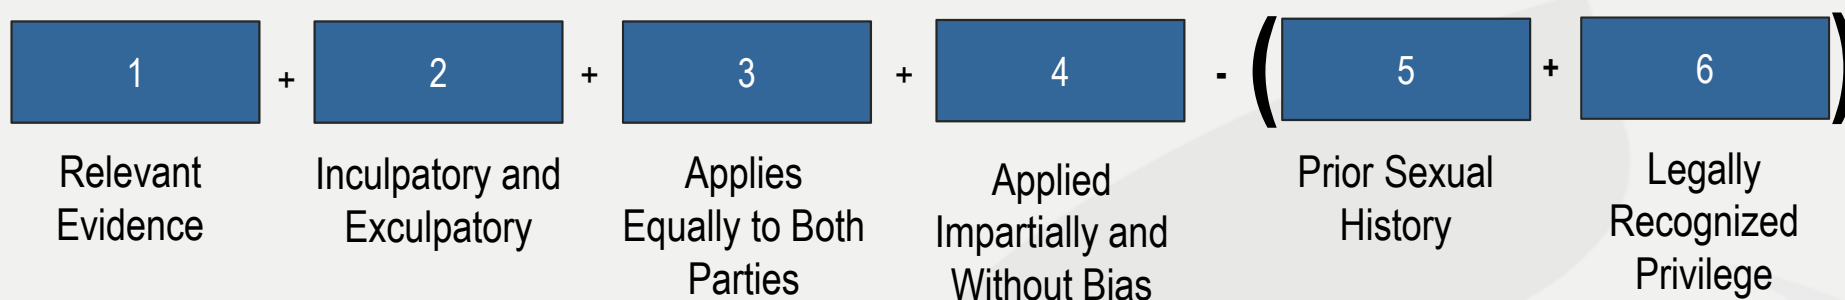 1 + 2 + 3 + 4 - ( 5 + 6 )
Relevant
Evidence
Inculpatory and
Exculpatory
Applies
Equally to Both
Parties
Applied
Impartially and
Without Bias
Prior Sexual
History
Legally
Recognized
Privilege